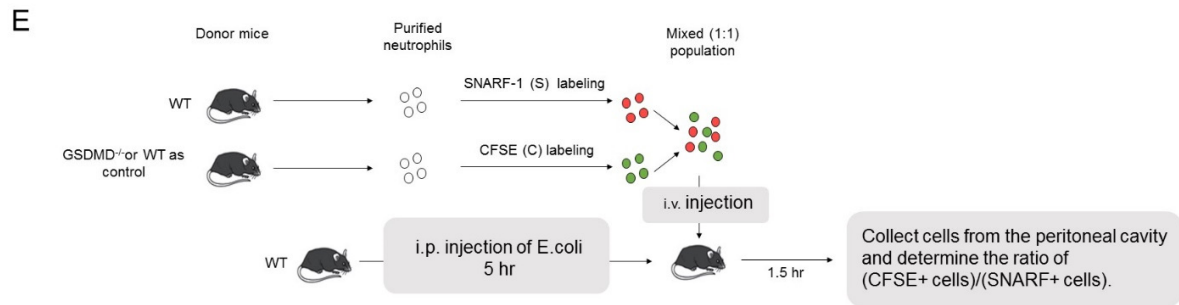 E
Donor mice
Purified
neutrophils
Mixed (1:1)
population
WT
SNARF-1 (S) labeling
GSDMD-/-or WT as
control
CFSE (C) labeling
i.v. injection
WT
i.p. injection of E.coli
5 hr
1.5 hr
Collect cells from the peritoneal cavity
and determine the ratio of
(CFSE+ cells)/(SNARF+ cells).